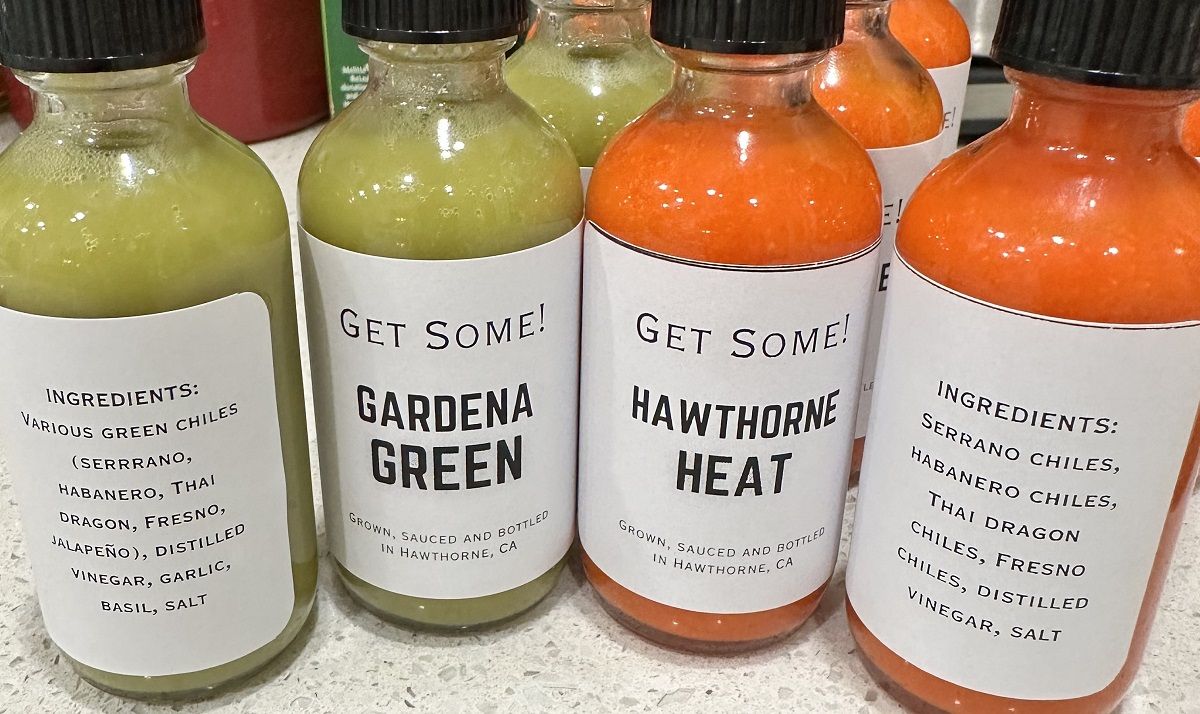 INGREDIENTS:
VARIOUS GREEN CHILES
(SERRRANO,
HABANERO, THAI
DRAGON, FRESNO,
JALAPEÑO), DISTILLED
VINEGAR, GARLIC,
BASIL, SALT
GET SOME!
GARDENA
GREEN
GROWN, SAUCED AND BOTTLED
IN HAWTHORNE, CA
GET SOME!
HAWTHORNE
HEAT
GROWN, SAUCED AND BOTTLED
IN HAWTHORNE, CA
INGREDIENTS:
SERRANO CHILES,
HABANERO CHILES,
THAI DRAGON
CHILES, FRESNO
CHILES, DISTILLED
VINEGAR, SALT